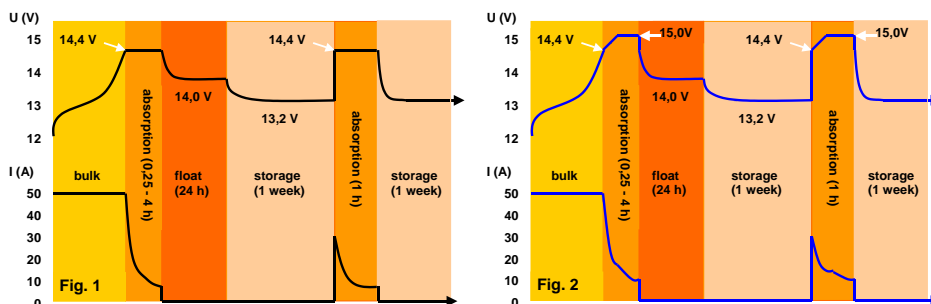 U (V)
15
14
13
12
I (A)
50
40
30
20
10
0
14,4 V
14,4 V
14,0 V
13,2 V
bulk
absorption (0,25 - 4 h)
float
(24 h)
storage
(1 week)
absorption (1 h)
storage
(1 week)
Fig. 1
U (V)
15
14
13
12
I (A)
50
40
30
20
10
0
14,4 V
15,0V
14,4 V
15,0V
14,0 V
13,2 V
bulk
absorption (0,25 - 4 h)
float
(24 h)
storage
(1 week)
absorption (1 h)
storage
(1 week)
Fig. 2